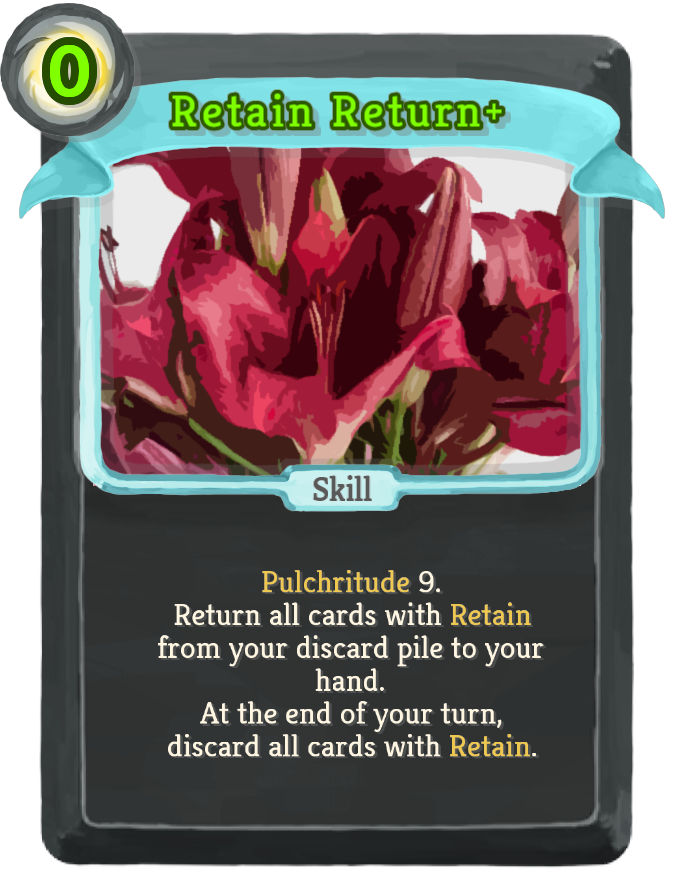 0
Retain Return+
Skill
Pulchritude 9.
Return all cards with Retain
from your discard pile to your
hand.
At the end of your turn,
discard all cards with Retain.